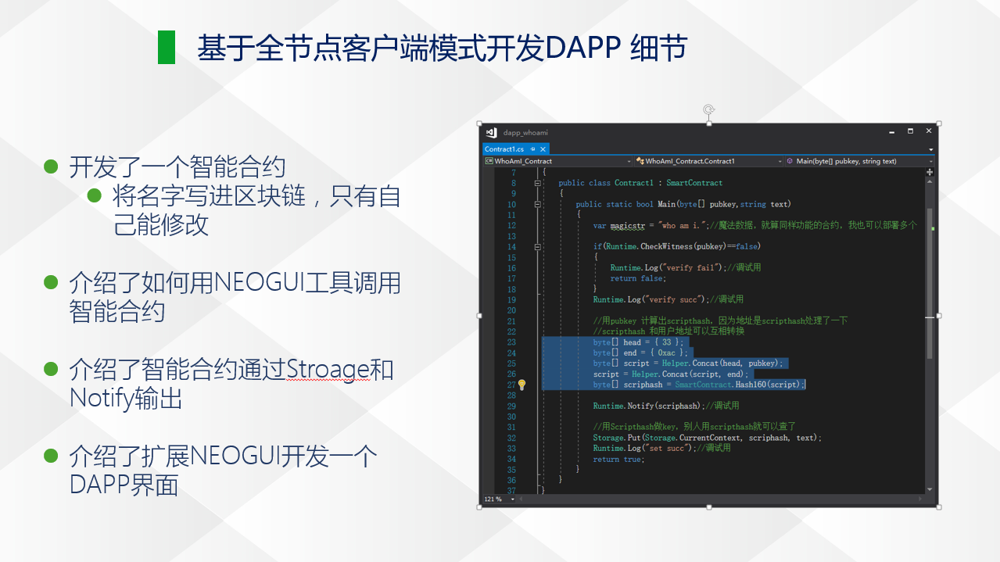 基于全节点客户端模式开发DAPP 细节
开发了一个智能合约
将名字写进区块链，只有自
己能修改
介绍了如何用NEOGUI工具调用
智能合约
介绍了智能合约通过Stroage和
Notify输出
介绍了扩展NEOGUI开发一个
DAPP界面
dapp_whoami
Contract1.cs
WhoAmI_Contract WhoAmI_Contract.Contract1 Main(byte[] pubkey, string text)
7 {
8 public class Contract1 : SmartContract
9 {
10 public static bool Main(byte[] pubkey,string text)
11 {
12 var magicstr = "who am i.";//魔法数据，就算同样功能的合约，我也可以部署多个
13
14 if(Runtime.CheckWitness(pubkey)==false)
15 {
16 Runtime.Log("verify fail");//调试用
17 return false;
18 }
19 Runtime.Log("verify succ");//调试用
20
21 //用pubkey 计算出scripthash，因为地址是scripthash处理了一下
22 //scripthash 和用户地址可以互相转换
23 byte[] head = { 33 };
24 byte[] end = { 0xac };
25 byte[] script = Helper.Concat(head, pubkey);
26 script = Helper.Concat(script, end);
27 byte[] scriphash = SmartContract.Hash160(script);
28
29 Runtime.Notify(scriphash);//调试用
30
31 //用Scripthash做key，别人用scripthash就可以查了
32 Storage.Put(Storage.CurrentContext, scriphash, text);
33 Runtime.Log("set succ");//调试用
34 return true;
35 }
36 }
37 }
121 %